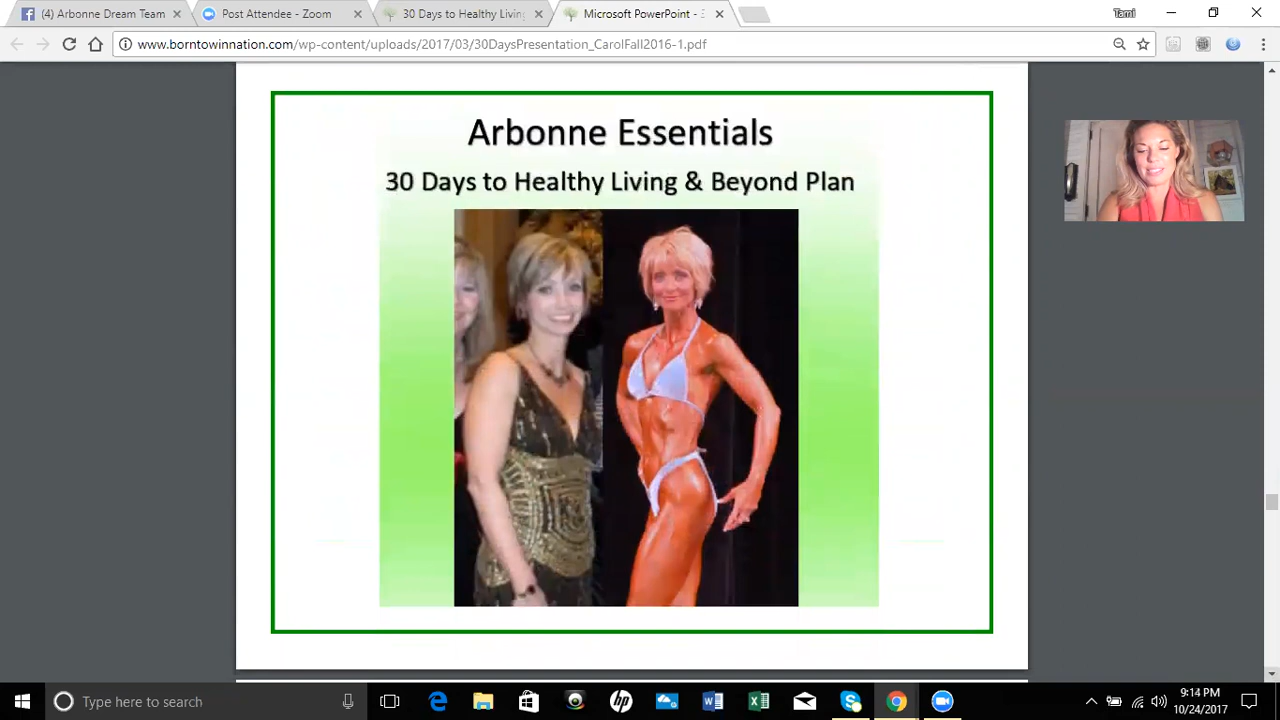 (4) Arbonne Dream Team
Post Attendee - Zoom
30 Days to Healthy Living
Microsoft PowerPoint - 3
Tami
www.borntowinnation.com/wp-content/uploads/2017/03/30DaysPresentation_CarolFall2016-1.pdf
Arbonne Essentials
30 Days to Healthy Living & Beyond Plan
Type here to search
9:14 PM
10/24/2017